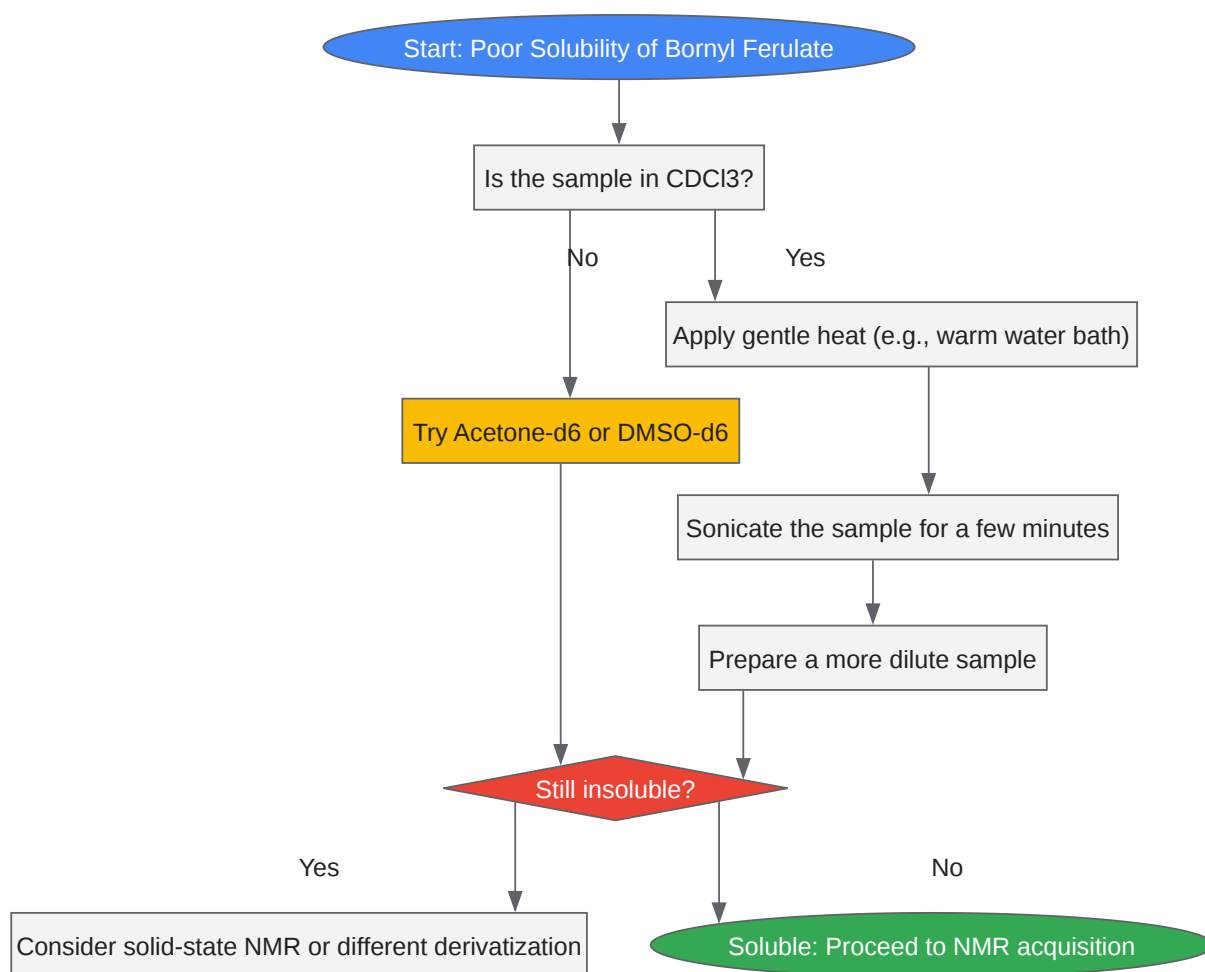 Start: Poor Solubility of Bornyl Ferulate
Is the sample in CDCl3?
No
Yes
Apply gentle heat (e.g., warm water bath)
Try Acetone-d6 or DMSO-d6
Sonicate the sample for a few minutes
Prepare a more dilute sample
Still insoluble?
Yes
No
Consider solid-state NMR or different derivatization
Soluble: Proceed to NMR acquisition